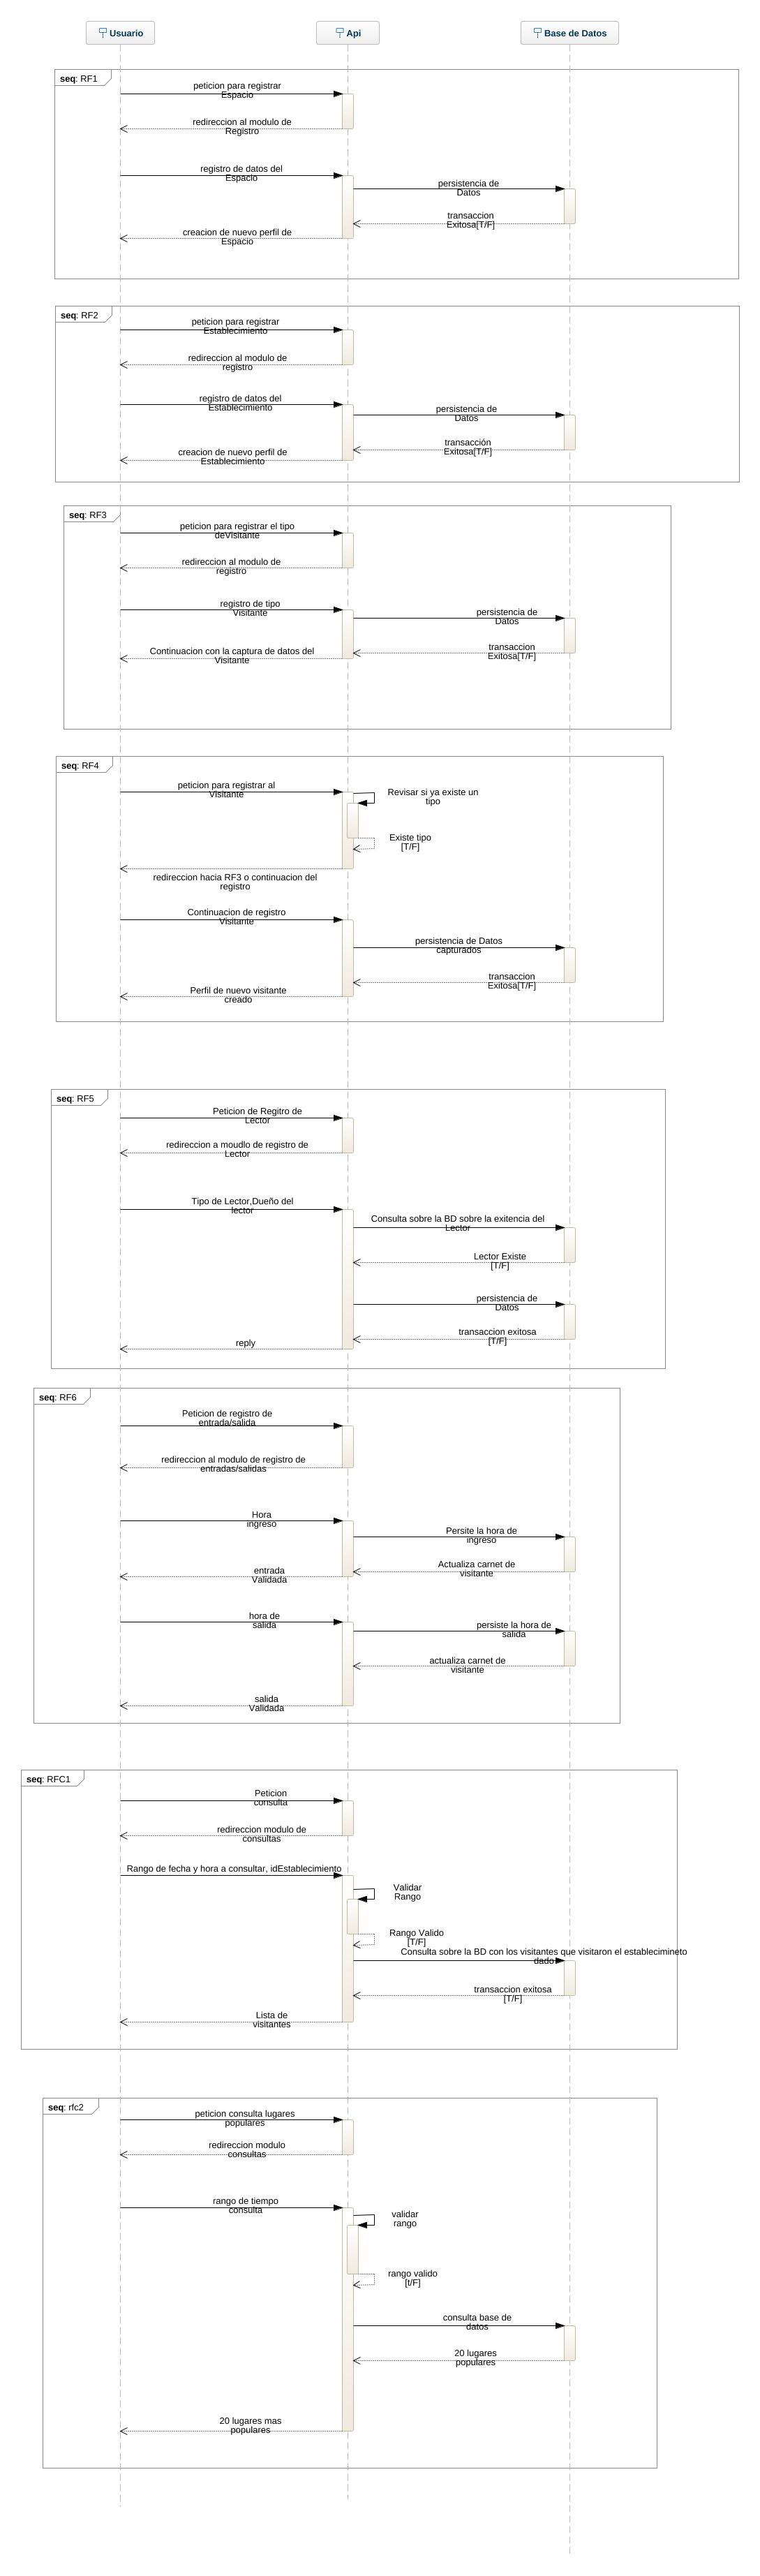 Usuario
Api
Base de Datos
seq: RF1
peticion para registrar
Espacio
redireccion al modulo de
Registro
registro de datos del
Espacio
persistencia de
Datos
transaccion
Exitosa[T/F]
creacion de nuevo perfil de
Espacio
seq: RF2
peticion para registrar
Establecimiento
redireccion al modulo de
registro
registro de datos del
Establecimiento
persistencia de
Datos
transacción
Exitosa[T/F]
creacion de nuevo perfil de
Establecimiento
seq: RF3
peticion para registrar el tipo
deVisitante
redireccion al modulo de
registro
registro de tipo
Visitante
persistencia de
Datos
transaccion
Exitosa[T/F]
Continuacion con la captura de datos del
Visitante
seq: RF4
peticion para registrar al
Visitante
Revisar si ya existe un
tipo
Existe tipo
[T/F]
redireccion hacia RF3 o continuacion del
registro
Continuacion de registro
Visitante
persistencia de Datos
capturados
transaccion
Exitosa[T/F]
Perfil de nuevo visitante
creado
seq: RF5
Peticion de Regitro de
Lector
redireccion a moudlo de registro de
Lector
Tipo de Lector,Dueño del
lector
Consulta sobre la BD sobre la exitencia del
Lector
Lector Existe
[T/F]
persistencia de
Datos
transaccion exitosa
[T/F]
reply
seq: RF6
Peticion de registro de
entrada/salida
redireccion al modulo de registro de
entradas/salidas
Hora
ingreso
Persite la hora de
ingreso
Actualiza carnet de
visitante
entrada
Validada
hora de
salida
persiste la hora de
salida
actualiza carnet de
visitante
salida
Validada
seq: RFC1
Peticion
consulta
redireccion modulo de
consultas
Rango de fecha y hora a consultar, idEstablecimiento
Validar
Rango
Rango Valido
[T/F]
Consulta sobre la BD con los visitantes que visitaron el establecimineto
dado
transaccion exitosa
[T/F]
Lista de
visitantes
seq: rfc2
peticion consulta lugares
populares
redireccion modulo
consultas
rango de tiempo
consulta
validar
rango
rango valido
[t/F]
consulta base de
datos
20 lugares
populares
20 lugares mas
populares